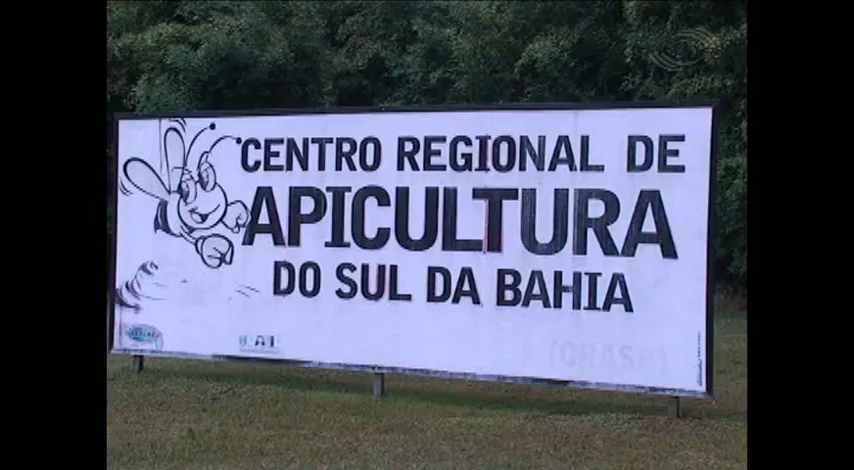 CENTRO REGIONAL DE
APICULTURA
DO SUL DA BAHIA
(CRASB)